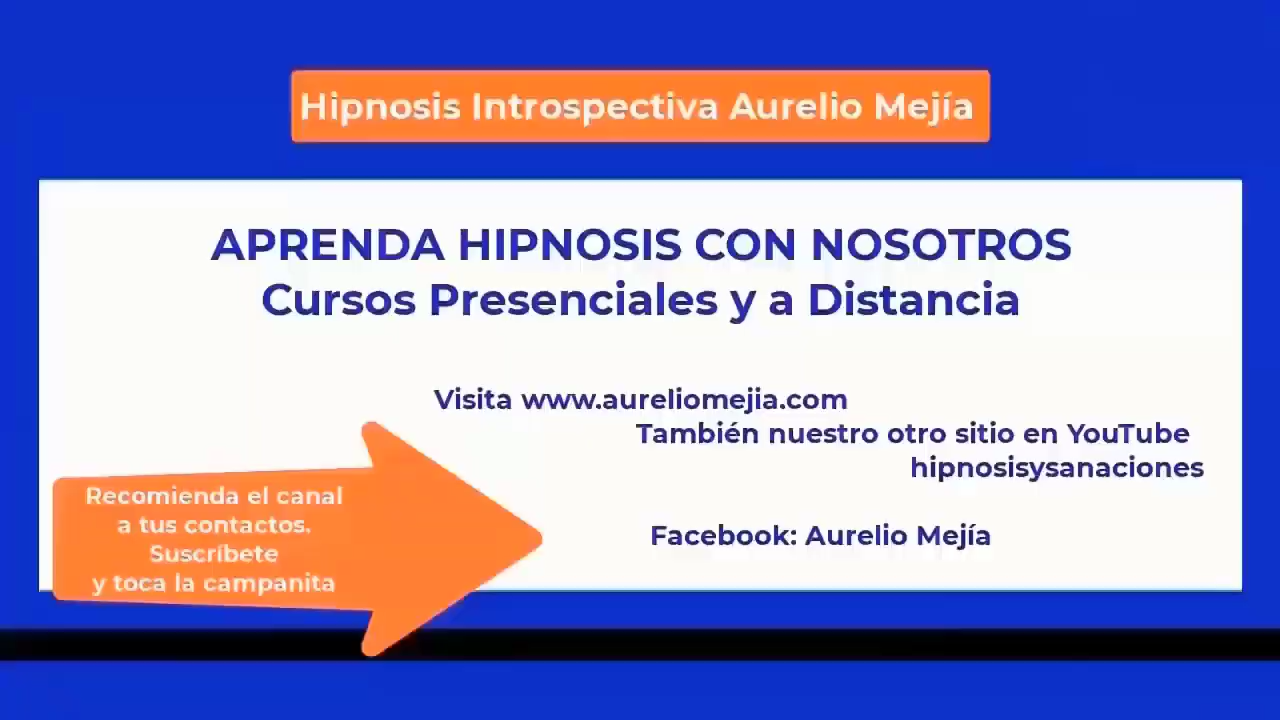 Hipnosis Introspectiva Aurelio Mejía
APRENDA HIPNOSIS CON NOSOTROS
Cursos Presenciales y a Distancia
Visita www.aureliomejia.com
También nuestro otro sitio en YouTube
hipnosisysanaciones
Recomienda el canal
a tus contactos.
Suscríbete
y toca la campanita
Facebook: Aurelio Mejía